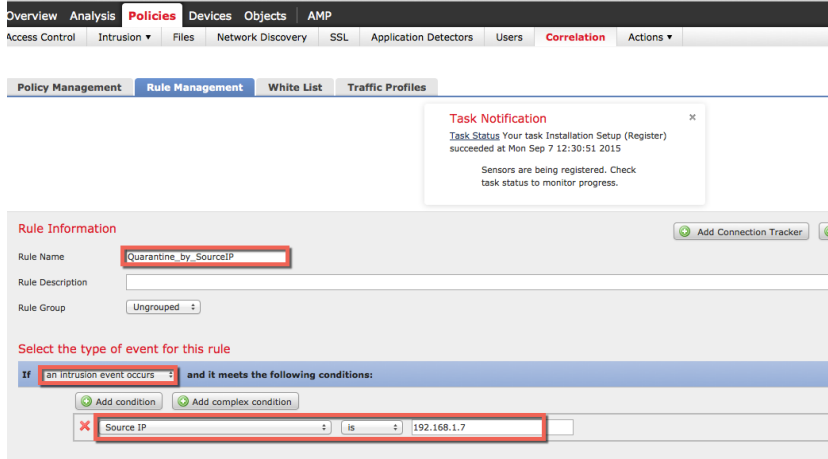 Overview Analysis Policies Devices Objects AMP
Access Control Intrusion ▾ Files Network Discovery SSL Application Detectors Users Correlation Actions ▾
Policy Management Rule Management White List Traffic Profiles
Task Notification ×
Task Status Your task Installation Setup (Register)
succeeded at Mon Sep 7 12:30:51 2015
Sensors are being registered. Check
task status to monitor progress.
Rule Information Add Connection Tracker
Rule Name Quarantine_by_SourceIP
Rule Description
Rule Group Ungrouped
Select the type of event for this rule
If an intrusion event occurs and it meets the following conditions:
Add condition Add complex condition
Source IP is 192.168.1.7